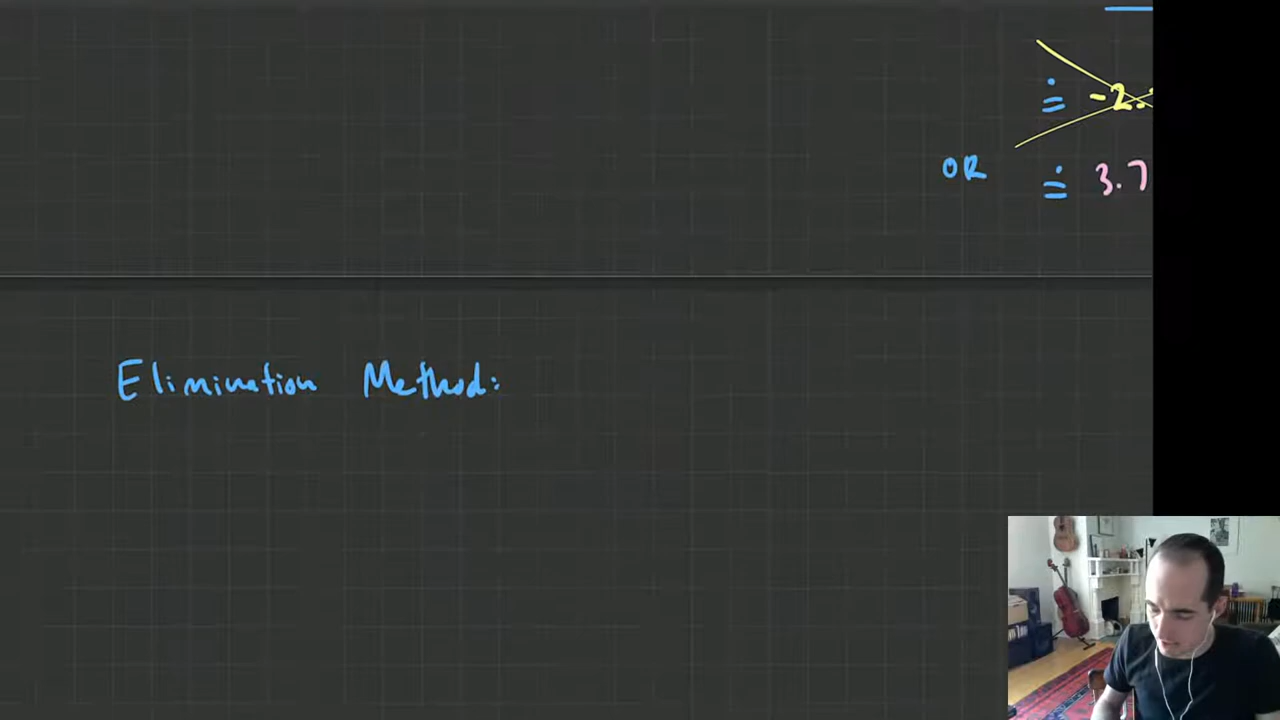 ≐ -2.
OR ≐ 3.7
Elimination Method: